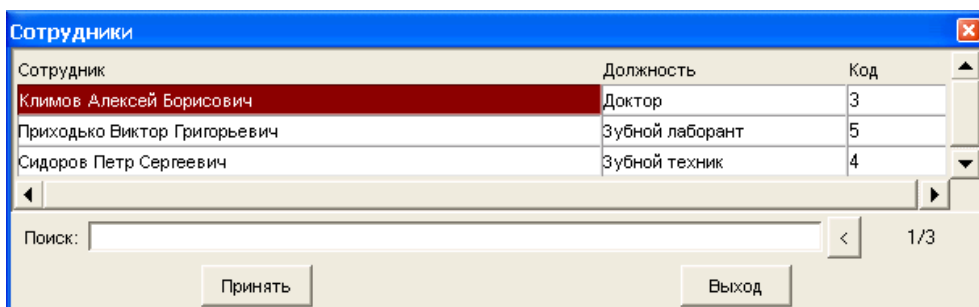 Сотрудники
Сотрудник Должность Код
Климов Алексей Борисович Доктор 3
Приходько Виктор Григорьевич Зубной лаборант 5
Сидоров Петр Сергеевич Зубной техник 4
Поиск: < 1/3
Принять Выход